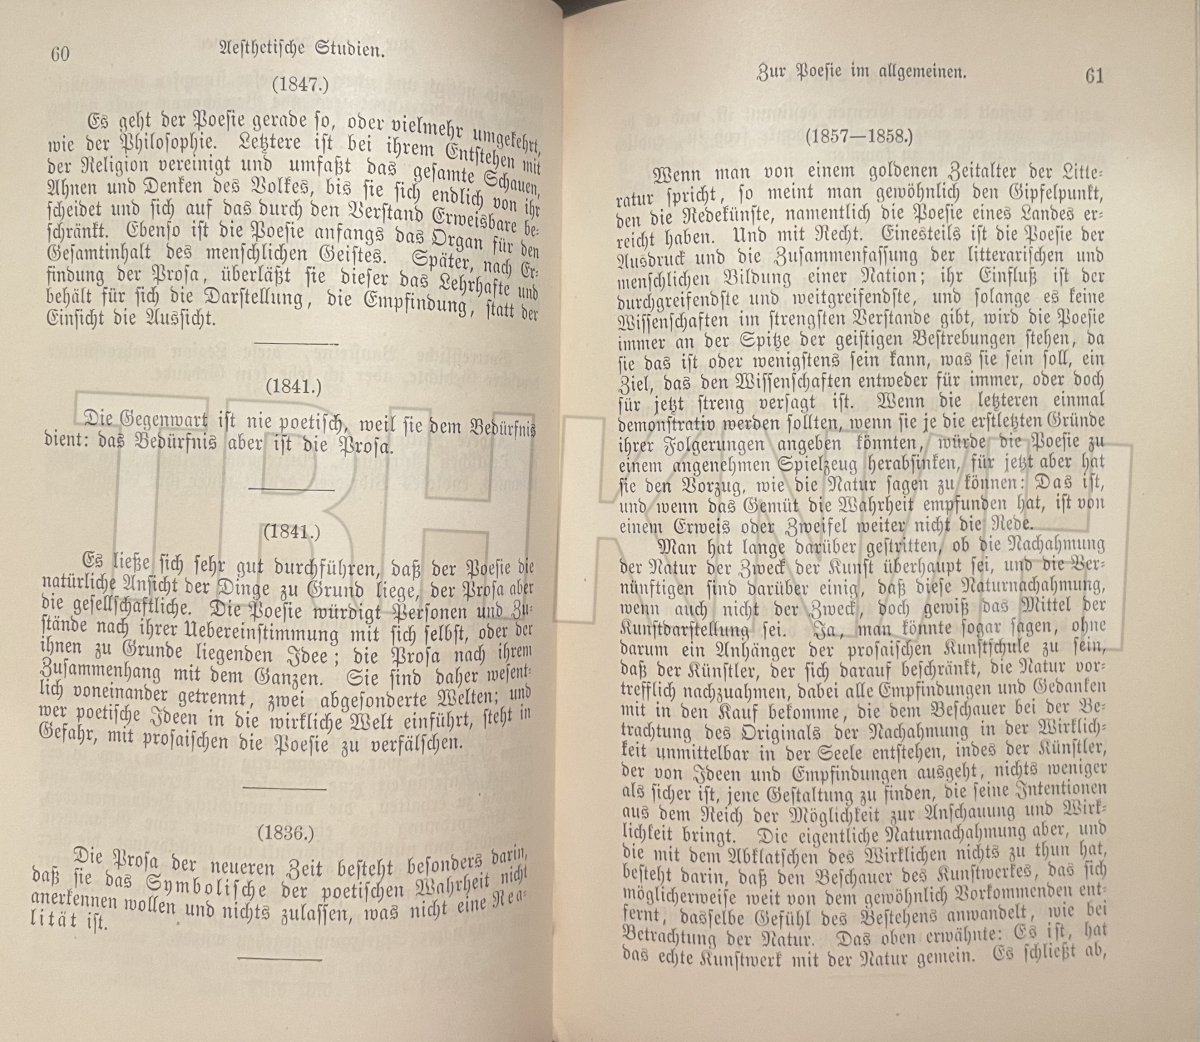 60
Aesthetische Studien.
(1847.)
Es geht der Poesie gerade so, oder vielmehr umgekehrt,
wie der Philosophie. Letztere ist bei ihrem Entstehen mit
der Religion vereinigt und umfaßt das gesamte Schauen,
Ahnen und Denken des Volkes, bis sie sich endlich von ihr
scheidet und sich auf das durch den Verstand Erweisbare be-
schränkt. Ebenso ist die Poesie anfangs das Organ für den
Gesamtinhalt des menschlichen Geistes. Später, nach Er-
findung der Prosa, überläßt sie dieser das Lehrhafte und
behält für sich die Darstellung, die Empfindung, statt der
Einsicht die Aussicht.
(1841.)
Die Gegenwart ist nie poetisch, weil sie dem Bedürfnis
dient: das Bedürfnis aber ist die Prosa.
(1841.)
Es ließe sich sehr gut durchführen, daß der Poesie die
natürliche Ansicht der Dinge zu Grund liege, der Prosa aber
die gesellschaftliche. Die Poesie würdigt Personen und Zu-
stände nach ihrer Uebereinstimmung mit sich selbst, oder der
ihnen zu Grunde liegenden Idee; die Prosa nach ihrem
Zusammenhang mit dem Ganzen. Sie sind daher wesent-
lich voneinander getrennt, zwei abgesonderte Welten; und
wer poetische Ideen in die wirkliche Welt einführt, steht in
Gefahr, mit prosaischen die Poesie zu verfälschen.
(1836.)
Die Prosa der neueren Zeit besteht besonders darin,
daß sie das Symbolische der poetischen Wahrheit nicht
anerkennen wollen und nichts zulassen, was nicht eine Rea-
lität ist.
Zur Poesie im allgemeinen.
61
(1857—1858.)
Wenn man von einem goldenen Zeitalter der Litte-
ratur spricht, so meint man gewöhnlich den Gipfelpunkt,
den die Redekünste, namentlich die Poesie eines Landes er-
reicht haben. Und mit Recht. Einesteils ist die Poesie der
Ausdruck und die Zusammenfassung der litterarischen und
menschlichen Bildung einer Nation; ihr Einfluß ist der
durchgreifendste und weitgreifendste, und solange es keine
Wissenschaften im strengsten Verstande gibt, wird die Poesie
immer an der Spitze der geistigen Bestrebungen stehen, da
sie das ist oder wenigstens sein kann, was sie sein soll, ein
Ziel, das den Wissenschaften entweder für immer, oder doch
für jetzt streng versagt ist. Wenn die letzteren einmal
demonstrativ werden sollten, wenn sie je die erstletzten Gründe
ihrer Folgerungen angeben könnten, würde die Poesie zu
einem angenehmen Spielzeug herabsinken, für jetzt aber hat
sie den Vorzug, wie die Natur sagen zu können: Das ist,
und wenn das Gemüt die Wahrheit empfunden hat, ist von
einem Erweis oder Zweifel weiter nicht die Rede.
Man hat lange darüber gestritten, ob die Nachahmung
der Natur der Zweck der Kunst überhaupt sei, und die Ver-
nünftigen sind darüber einig, daß diese Naturnachahmung,
wenn auch nicht der Zweck, doch gewiß das Mittel der
Kunstdarstellung sei. Ja, man könnte sogar sagen, ohne
darum ein Anhänger der prosaischen Kunstschule zu sein,
daß der Künstler, der sich darauf beschränkt, die Natur vor-
trefflich nachzuahmen, dabei alle Empfindungen und Gedanken
mit in den Kauf bekomme, die dem Beschauer bei der Be-
trachtung des Originals der Nachahmung in der Wirklich-
keit unmittelbar in der Seele entstehen, indes der Künstler,
der von Ideen und Empfindungen ausgeht, nichts weniger
als sicher ist, jene Gestaltung zu finden, die seine Intentionen
aus dem Reich der Möglichkeit zur Anschauung und Wirk-
lichkeit bringt. Die eigentliche Naturnachahmung aber, und
die mit dem Abklatschen des Wirklichen nichts zu thun hat,
besteht darin, daß den Beschauer des Kunstwerkes, das sich
möglicherweise weit von dem gewöhnlich Vorkommenden ent-
fernt, dasselbe Gefühl des Bestehens anwandelt, wie bei
Betrachtung der Natur. Das oben erwähnte: Es ist, hat
das echte Kunstwerk mit der Natur gemein. Es schließt ab,